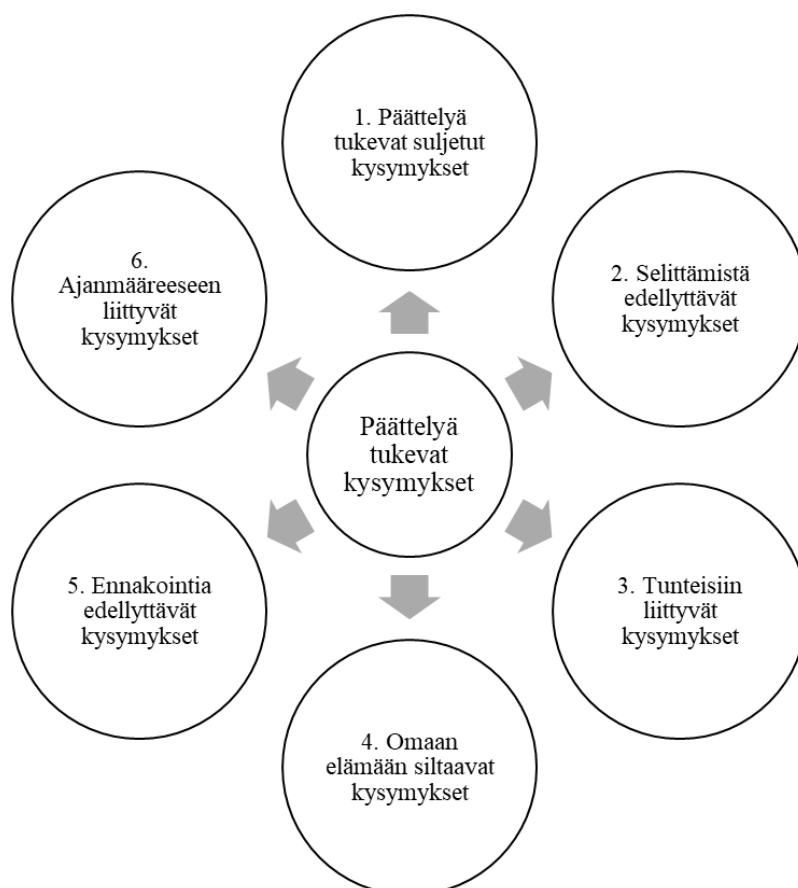 1. Päättelyä
tukevat suljetut
kysymykset
2. Selittämistä
edellyttävät
kysymykset
3. Tunteisiin
liittyvät
kysymykset
4. Omaan
elämään siltaavat
kysymykset
5. Ennakointia
edellyttävät
kysymykset
6.
Ajanmääreeseen
liittyvät
kysymykset
Päättelyä
tukevat
kysymykset